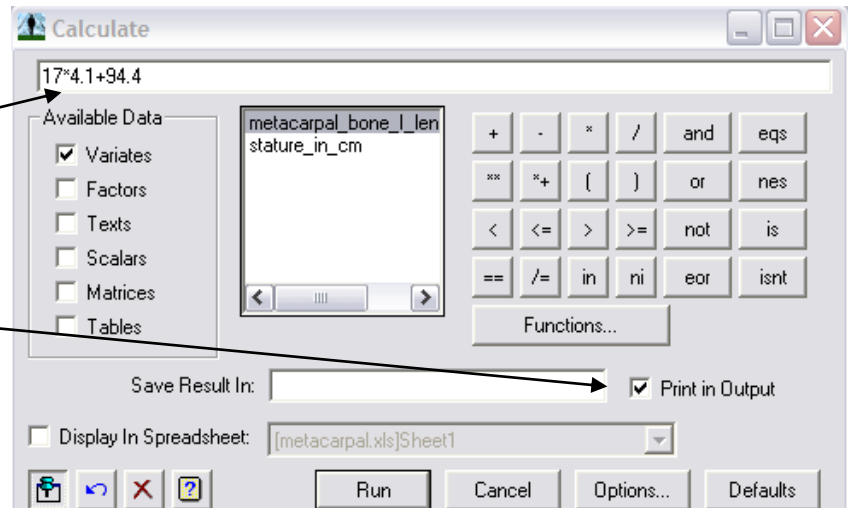 Calculate
17*4.1+94.4
Available Data
Variates
Factors
Texts
Scalars
Matrices
Tables
metacarpal_bone_I_len
stature_in_cm
+ - * / and eqs
** *+ ( ) or nes
< <= > >= not is
== /= in ni eor isnt
Functions...
Save Result In:
Print in Output
Display In Spreadsheet: [metacarpal.xls]Sheet1
Run Cancel Options... Defaults